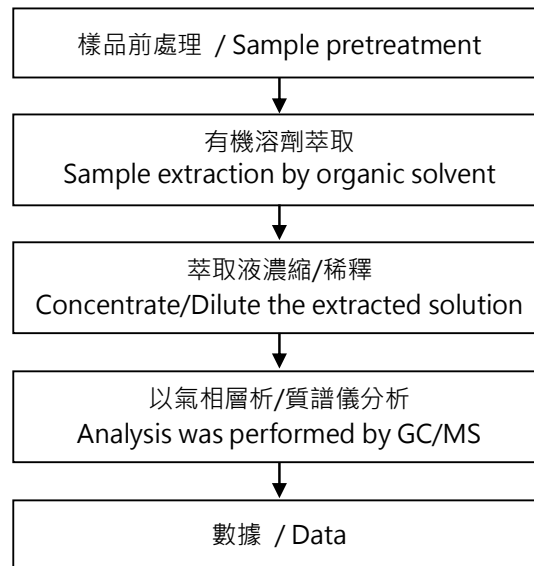 樣品前處理 / Sample pretreatment
有機溶劑萃取
Sample extraction by organic solvent
萃取液濃縮/稀釋
Concentrate/Dilute the extracted solution
以氣相層析/質譜儀分析
Analysis was performed by GC/MS
數據 / Data